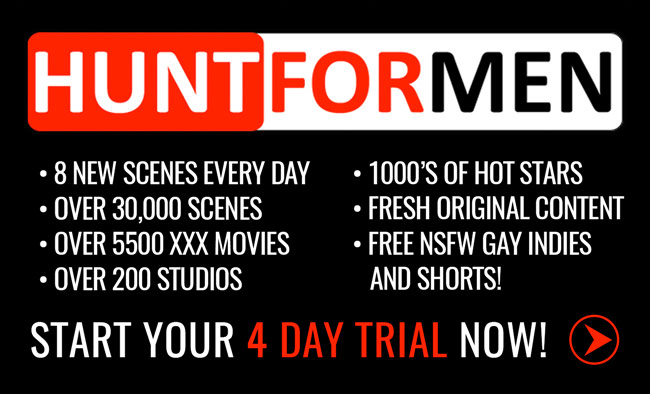 HUNTFORMEN
• 8 NEW SCENES EVERY DAY
• OVER 30,000 SCENES
• OVER 5500 XXX MOVIES
• OVER 200 STUDIOS
• 1000'S OF HOT STARS
• FRESH ORIGINAL CONTENT
• FREE NSFW GAY INDIES
AND SHORTS!
START YOUR 4 DAY TRIAL NOW!